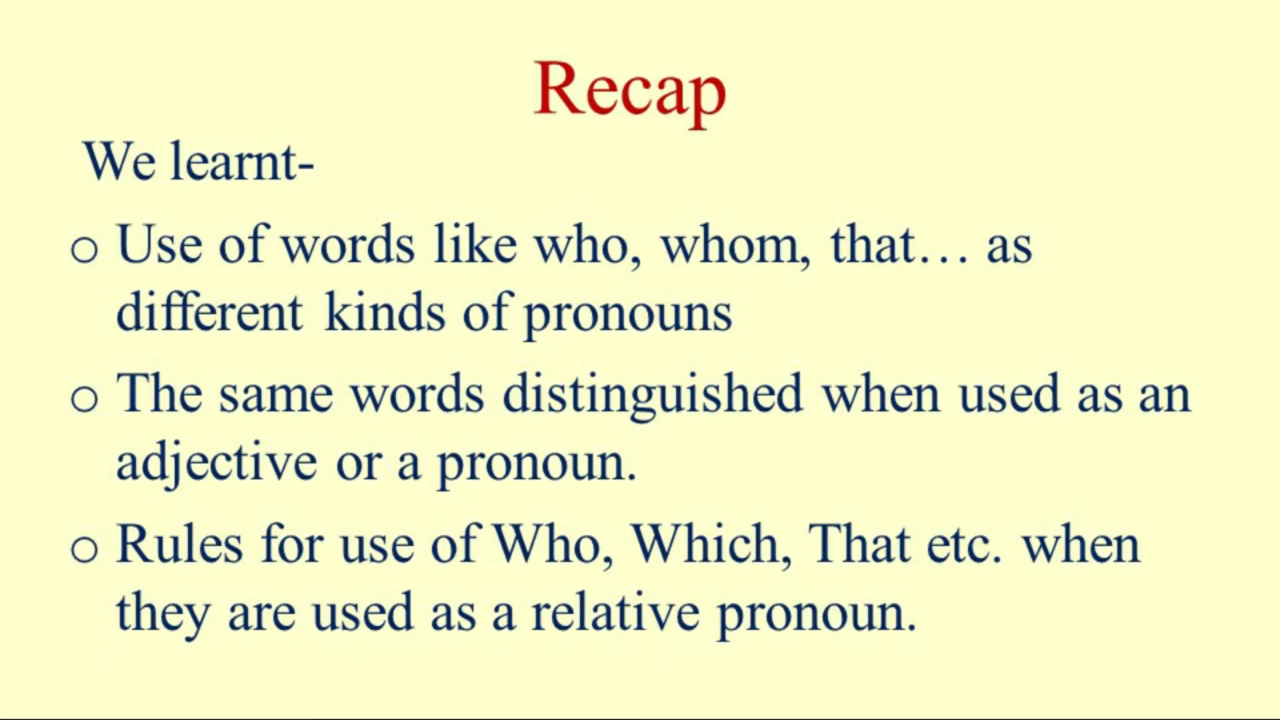 Recap
We learnt-
o Use of words like who, whom, that… as
different kinds of pronouns
o The same words distinguished when used as an
adjective or a pronoun.
o Rules for use of Who, Which, That etc. when
they are used as a relative pronoun.